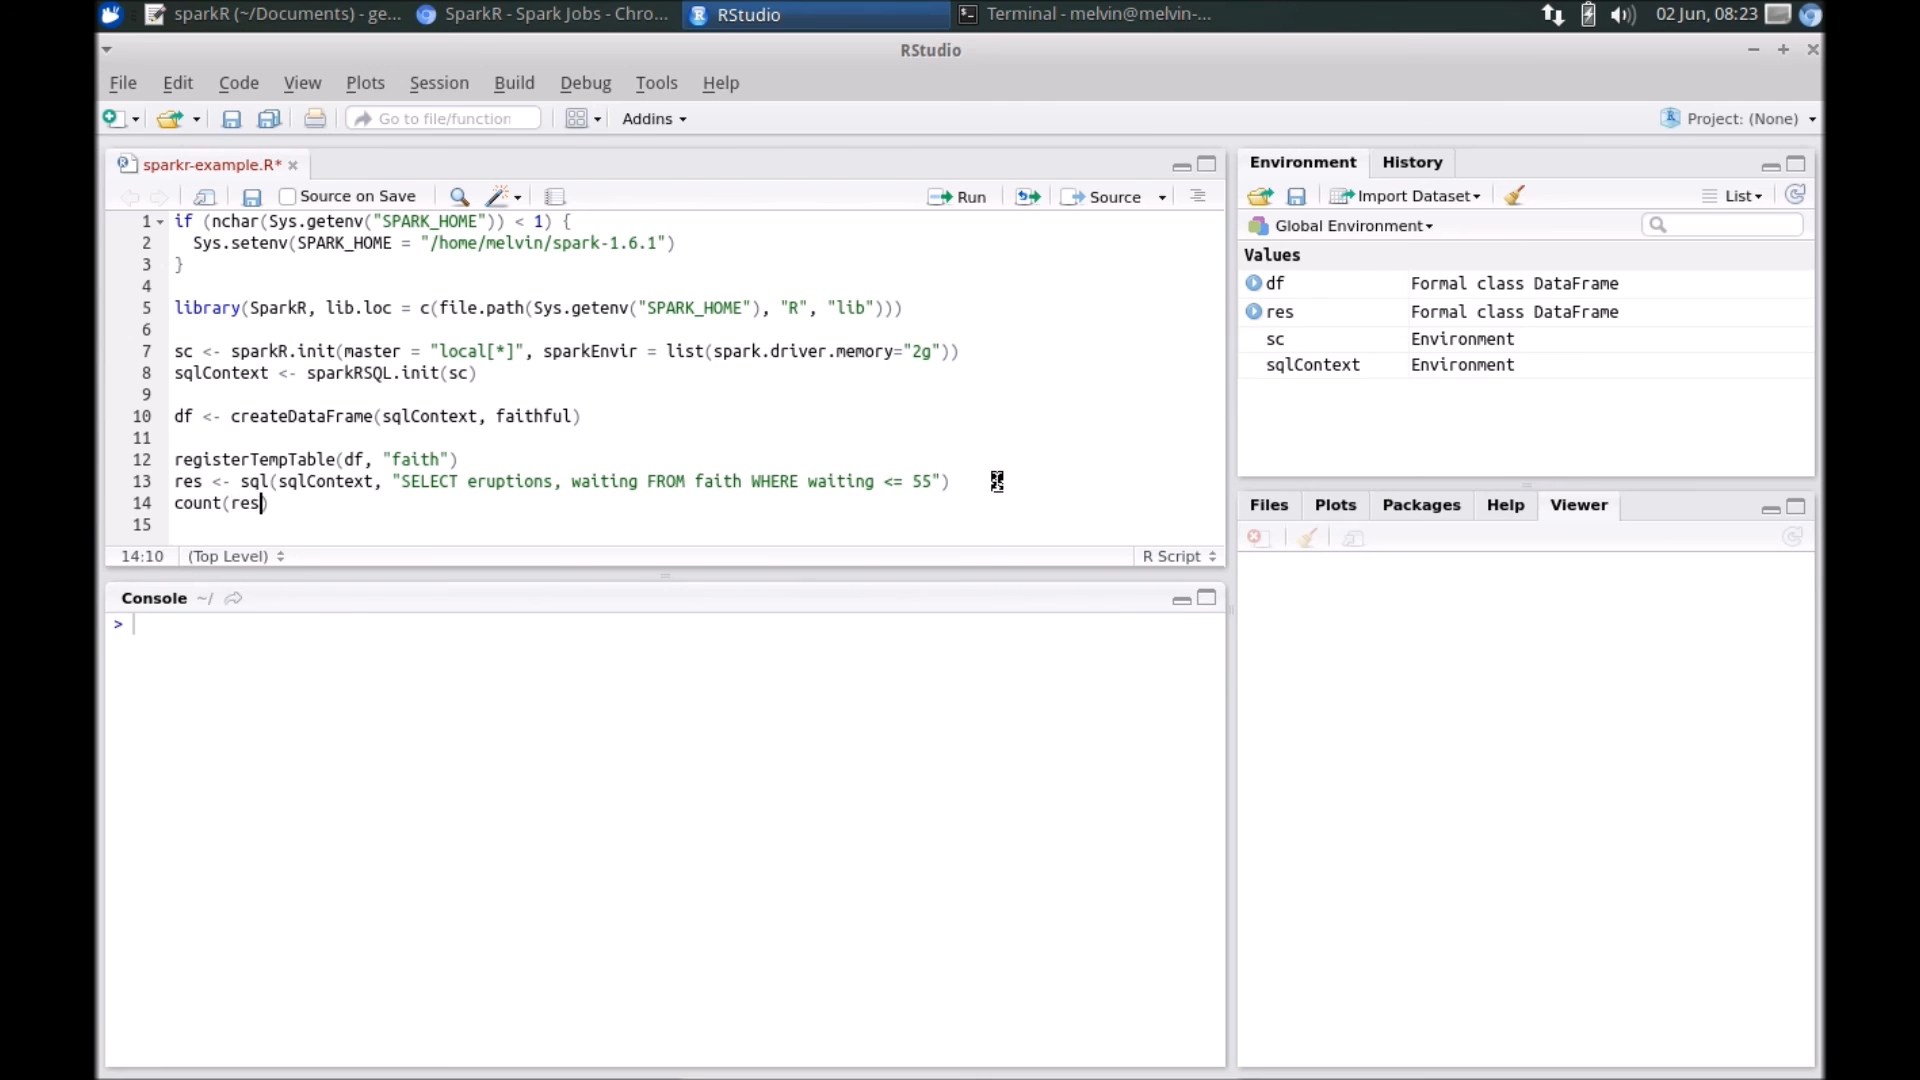 sparkR (~/Documents) - ge... SparkR - Spark Jobs - Chro... RStudio Terminal - melvin@melvin-... 02 Jun, 08:23
RStudio
File Edit Code View Plots Session Build Debug Tools Help
Go to file/function Addins Project: (None)
sparkr-example.R*
Source on Save Run Source
1 if (nchar(Sys.getenv("SPARK_HOME")) < 1) {
2 Sys.setenv(SPARK_HOME = "/home/melvin/spark-1.6.1")
3 }
4
5 library(SparkR, lib.loc = c(file.path(Sys.getenv("SPARK_HOME"), "R", "lib")))
6
7 sc <- sparkR.init(master = "local[*]", sparkEnvir = list(spark.driver.memory="2g"))
8 sqlContext <- sparkRSQL.init(sc)
9
10 df <- createDataFrame(sqlContext, faithful)
11
12 registerTempTable(df, "faith")
13 res <- sql(sqlContext, "SELECT eruptions, waiting FROM faith WHERE waiting <= 55")
14 count(res)
15
14:10 (Top Level) R Script
Console ~/
>
Environment History
Import Dataset List
Global Environment
Values
df Formal class DataFrame
res Formal class DataFrame
sc Environment
sqlContext Environment
Files Plots Packages Help Viewer